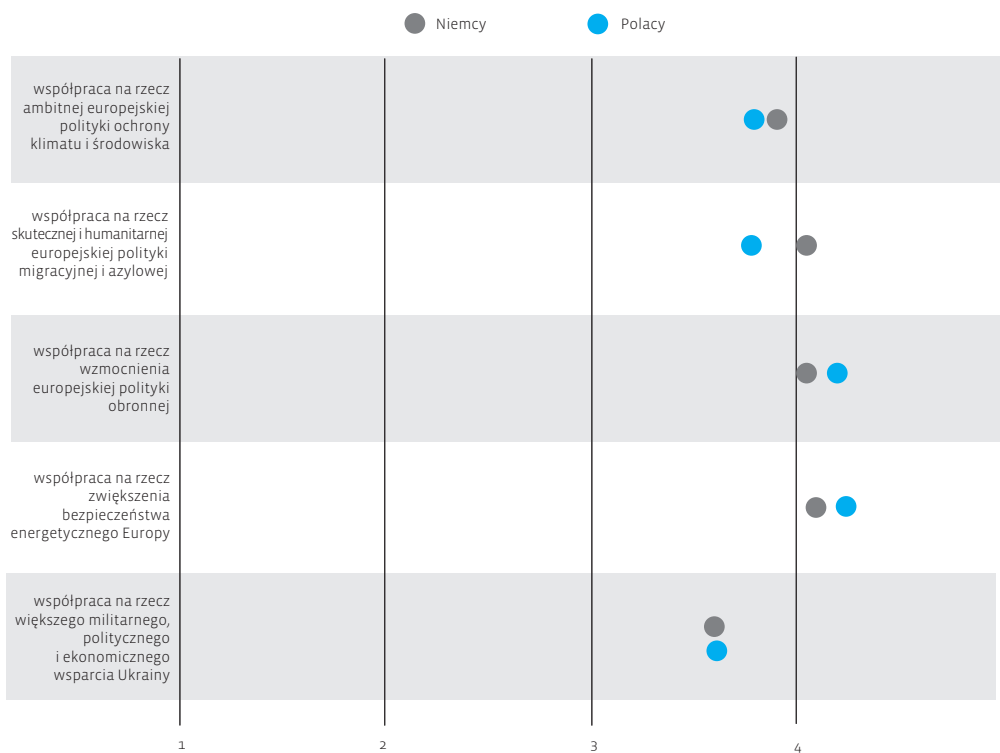 Niemcy
Polacy
współpraca na rzecz
ambitnej europejskiej
polityki ochrony
klimatu i środowiska
współpraca na rzecz
skutecznej i humanitarnej
europejskiej polityki
migracyjnej i azylowej
współpraca na rzecz
wzmocnienia
europejskiej polityki
obronnej
współpraca na rzecz
zwiększenia
bezpieczeństwa
energetycznego Europy
współpraca na rzecz
większego militarnego,
politycznego
i ekonomicznego
wsparcia Ukrainy
1
2
3
4